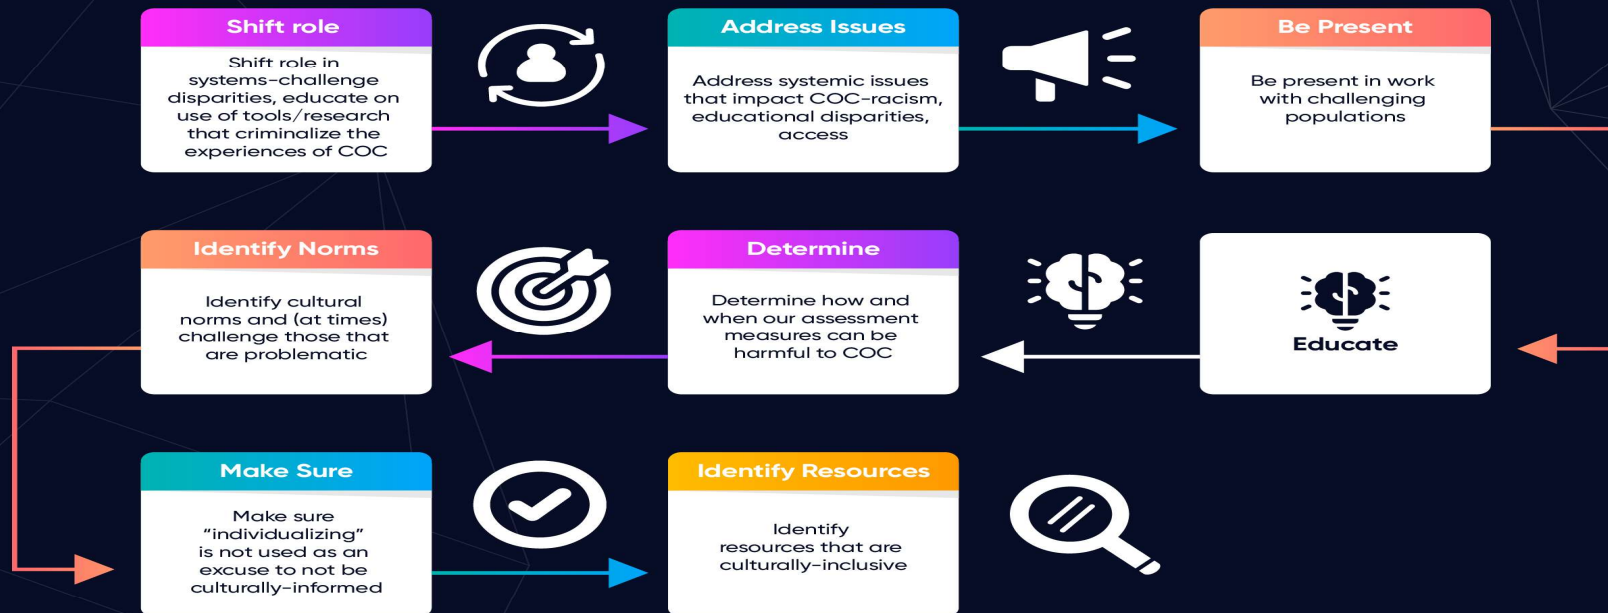 Shift role
Shift role in
systems-challenge
disparities, educate on
use of tools/research
that criminalize the
experiences of COC
Address Issues
Address systemic issues
that impact COC-racism,
educational disparities,
access
Be Present
Be present in work
with challenging
populations
Educate
Determine
Determine how and
when our assessment
measures can be
harmful to COC
Identify Norms
Identify cultural
norms and (at times)
challenge those that
are problematic
Make Sure
Make sure
“individualizing”
is not used as an
excuse to not be
culturally-informed
Identify Resources
Identify
resources that are
culturally-inclusive